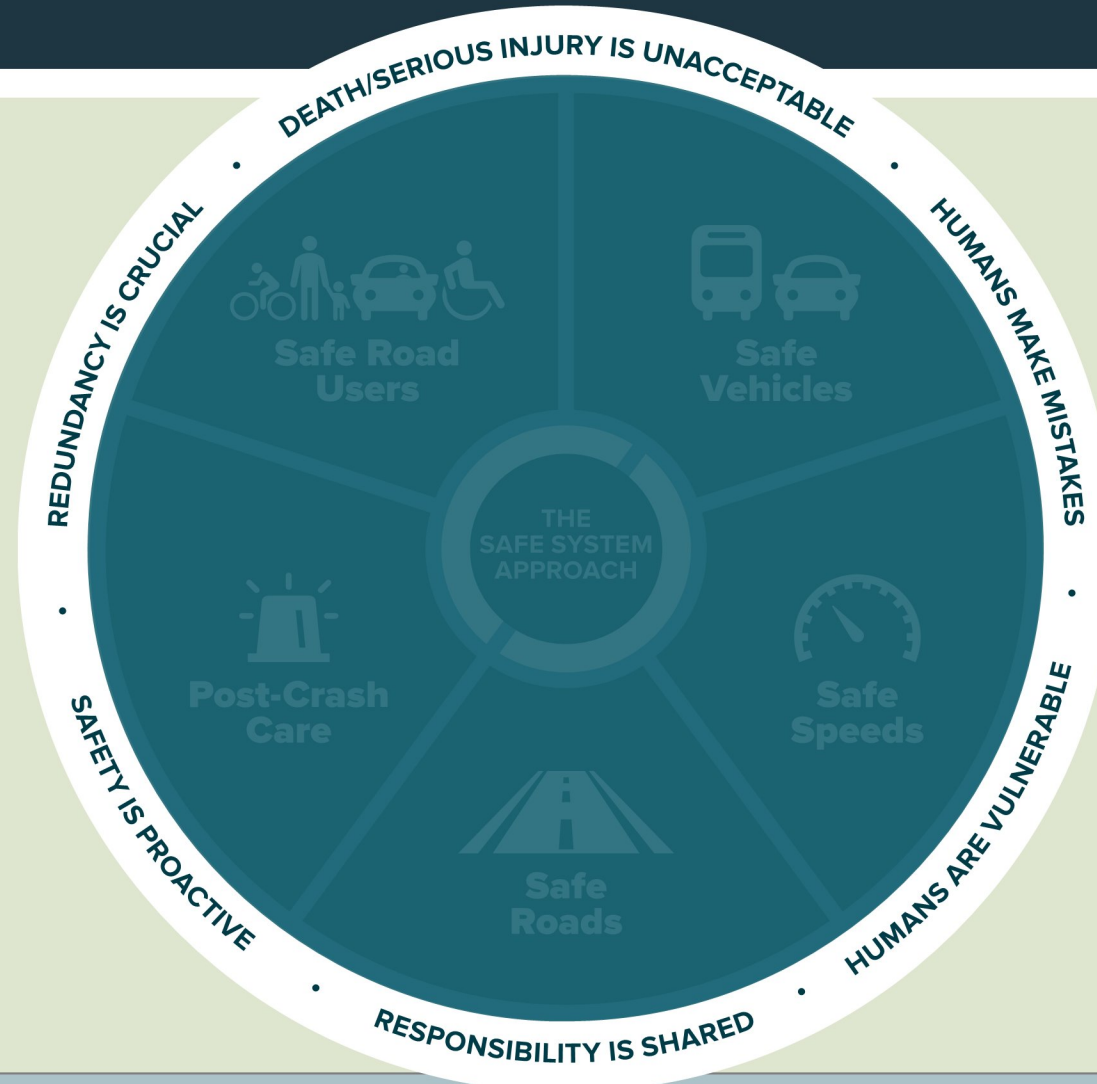 DEATH/SERIOUS INJURY IS UNACCEPTABLE
HUMANS MAKE MISTAKES
HUMANS ARE VULNERABLE
RESPONSIBILITY IS SHARED
SAFETY IS PROACTIVE
REDUNDANCY IS CRUCIAL
Safe Road
Users
Safe
Vehicles
Safe
Speeds
Safe
Roads
Post-Crash
Care
THE
SAFE SYSTEM
APPROACH